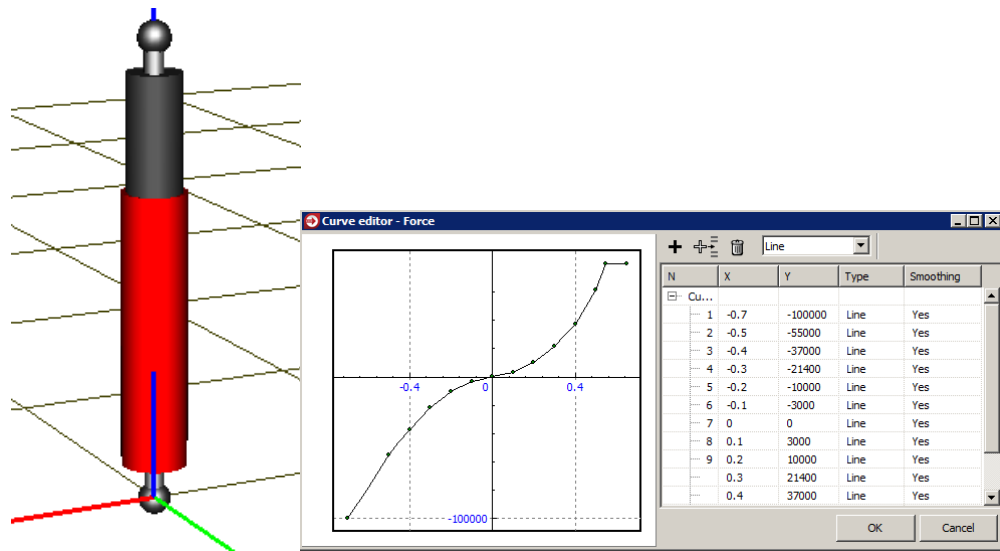 Curve editor - Force
Line
N X Y Type Smoothing
Cu...
1 -0.7 -100000 Line Yes
2 -0.5 -55000 Line Yes
3 -0.4 -37000 Line Yes
4 -0.3 -21400 Line Yes
5 -0.2 -10000 Line Yes
6 -0.1 -3000 Line Yes
7 0 0 Line Yes
8 0.1 3000 Line Yes
9 0.2 10000 Line Yes
0.3 21400 Line Yes
0.4 37000 Line Yes
-0.4 0 0.4
-100000
OK Cancel